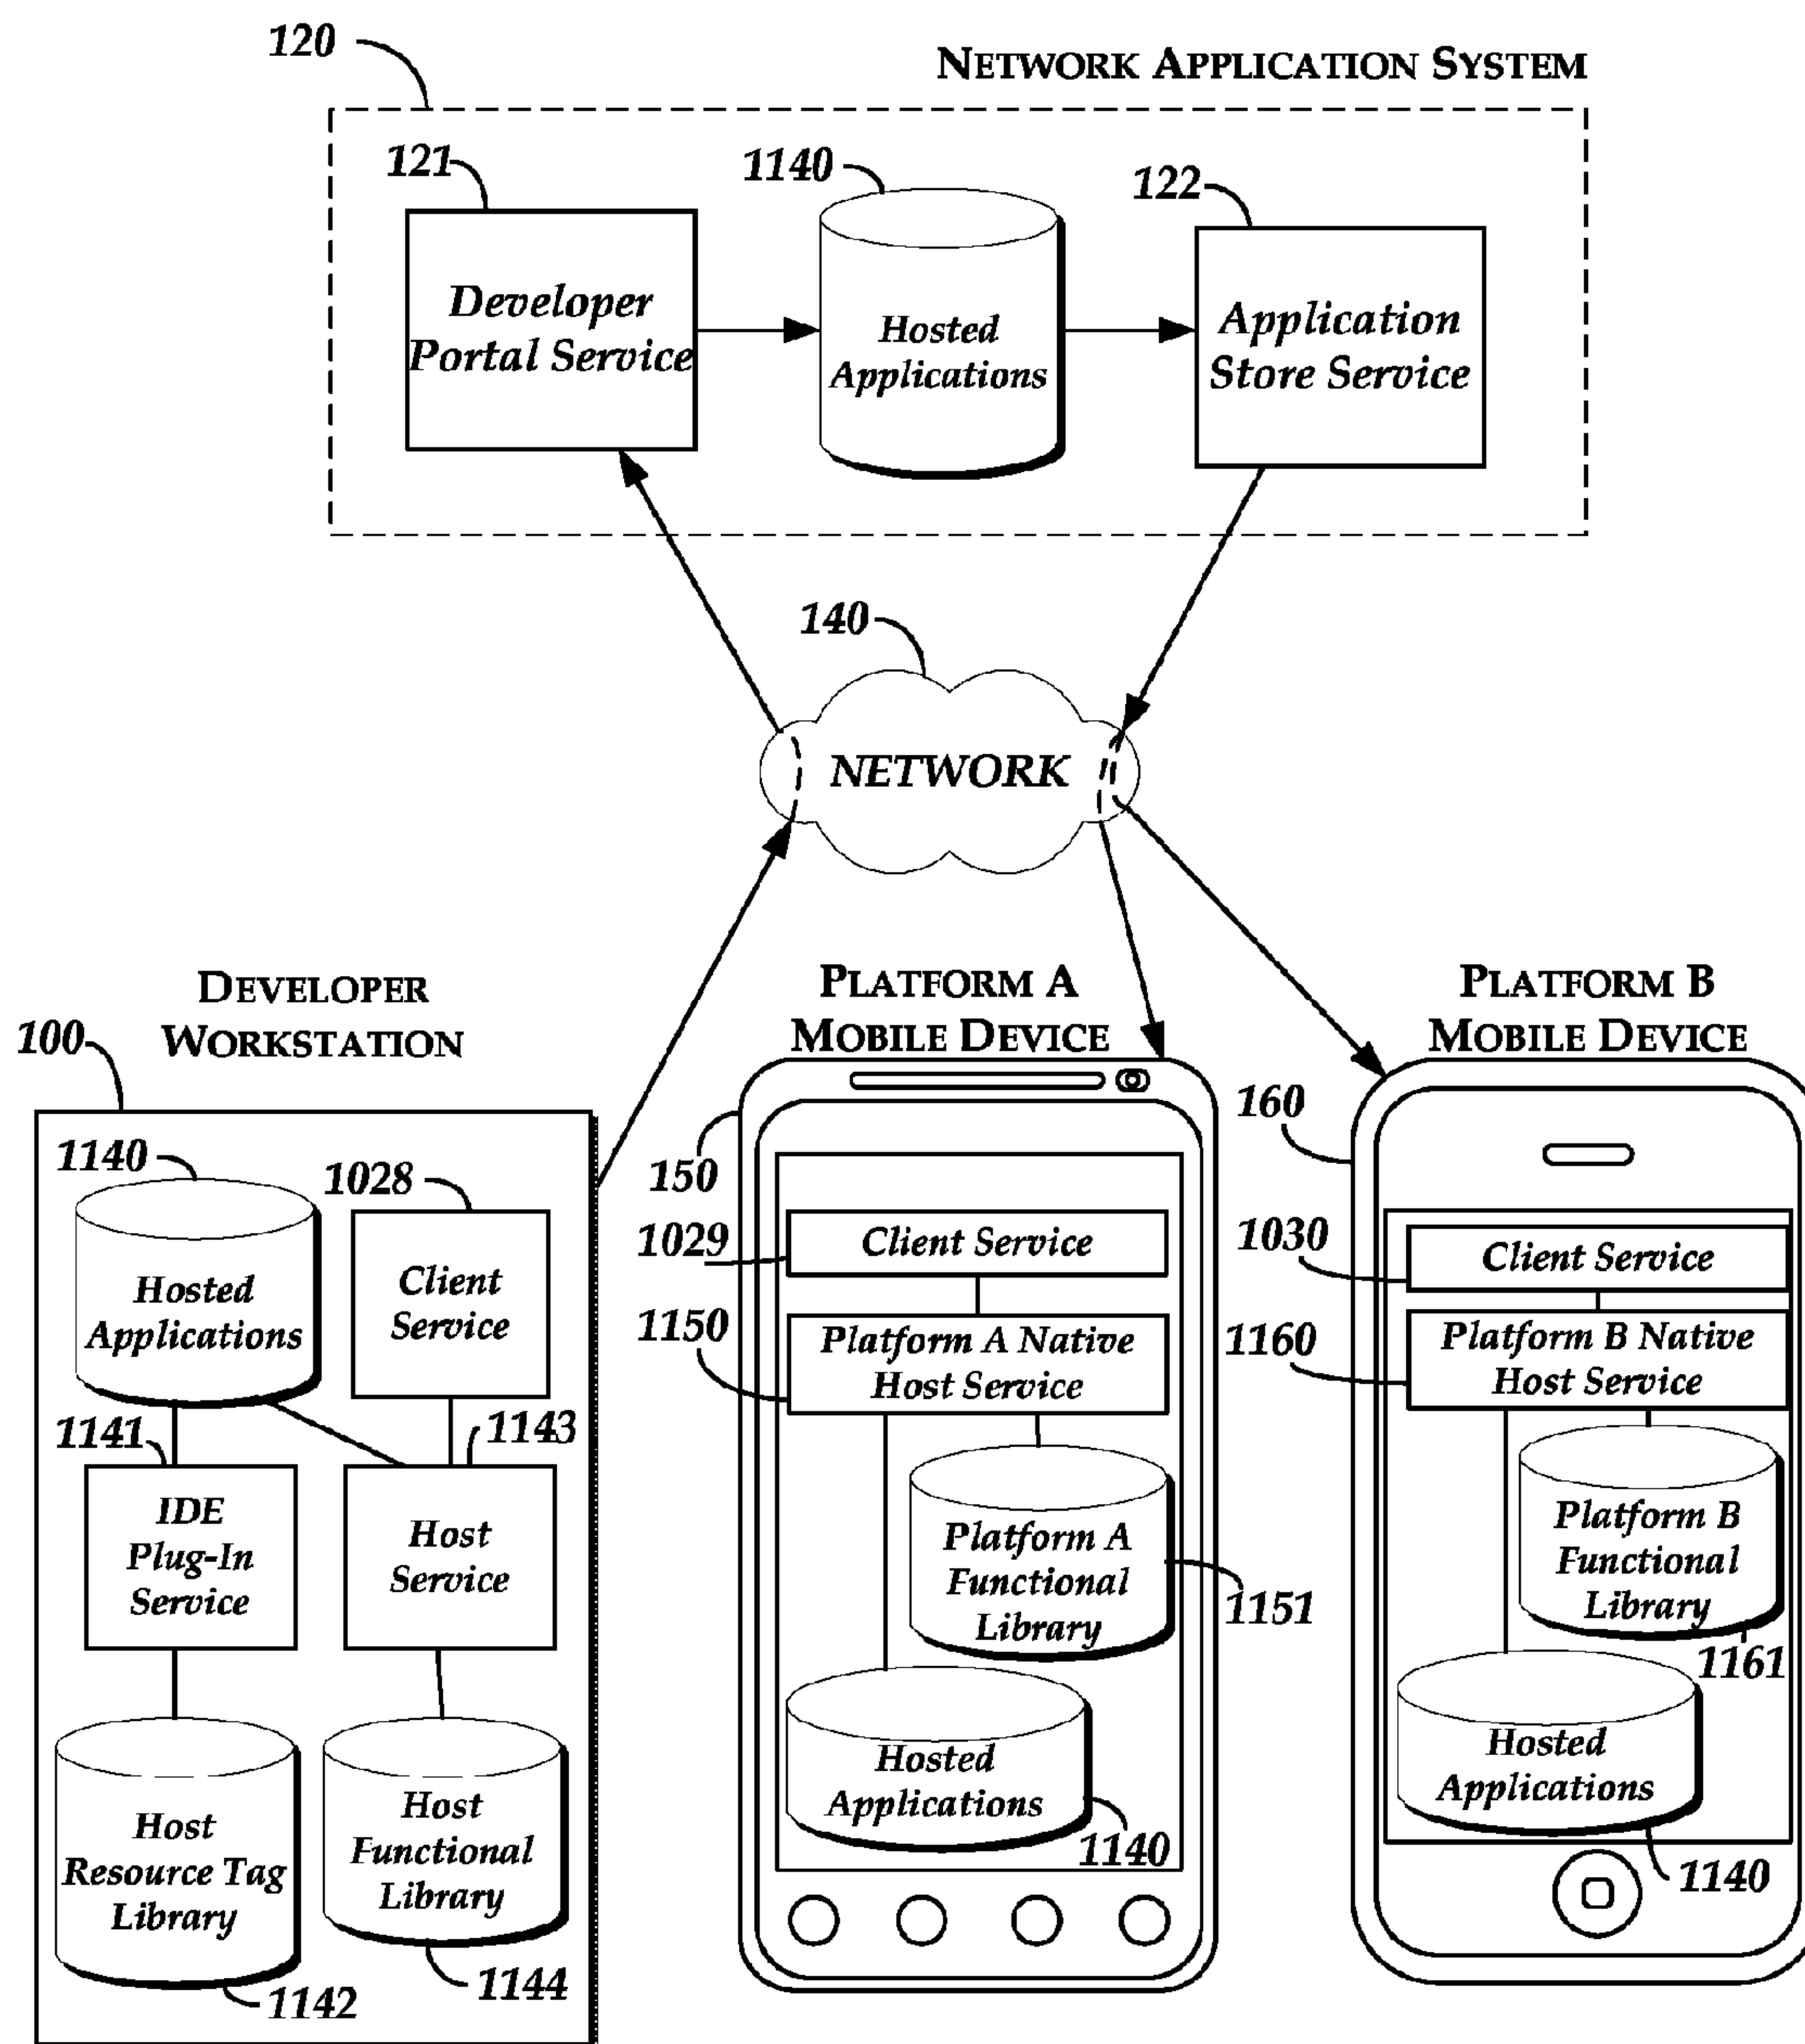 120
NETWORK APPLICATION SYSTEM
121
1140
122
Developer
Portal Service
Hosted
Applications
Application
Store Service
140
NETWORK
DEVELOPER
WORKSTATION
100
PLATFORM A
MOBILE DEVICE
PLATFORM B
MOBILE DEVICE
1140
1028
Hosted
Applications
Client
Service
1141
1143
IDE
Plug-In
Service
Host
Service
Host
Resource Tag
Library
Host
Functional
Library
1142
1144
150
1029
Client Service
1150
Platform A Native
Host Service
Platform A
Functional
Library
1151
Hosted
Applications
1140
160
1030
Client Service
1160
Platform B Native
Host Service
Platform B
Functional
Library
1161
Hosted
Applications
1140